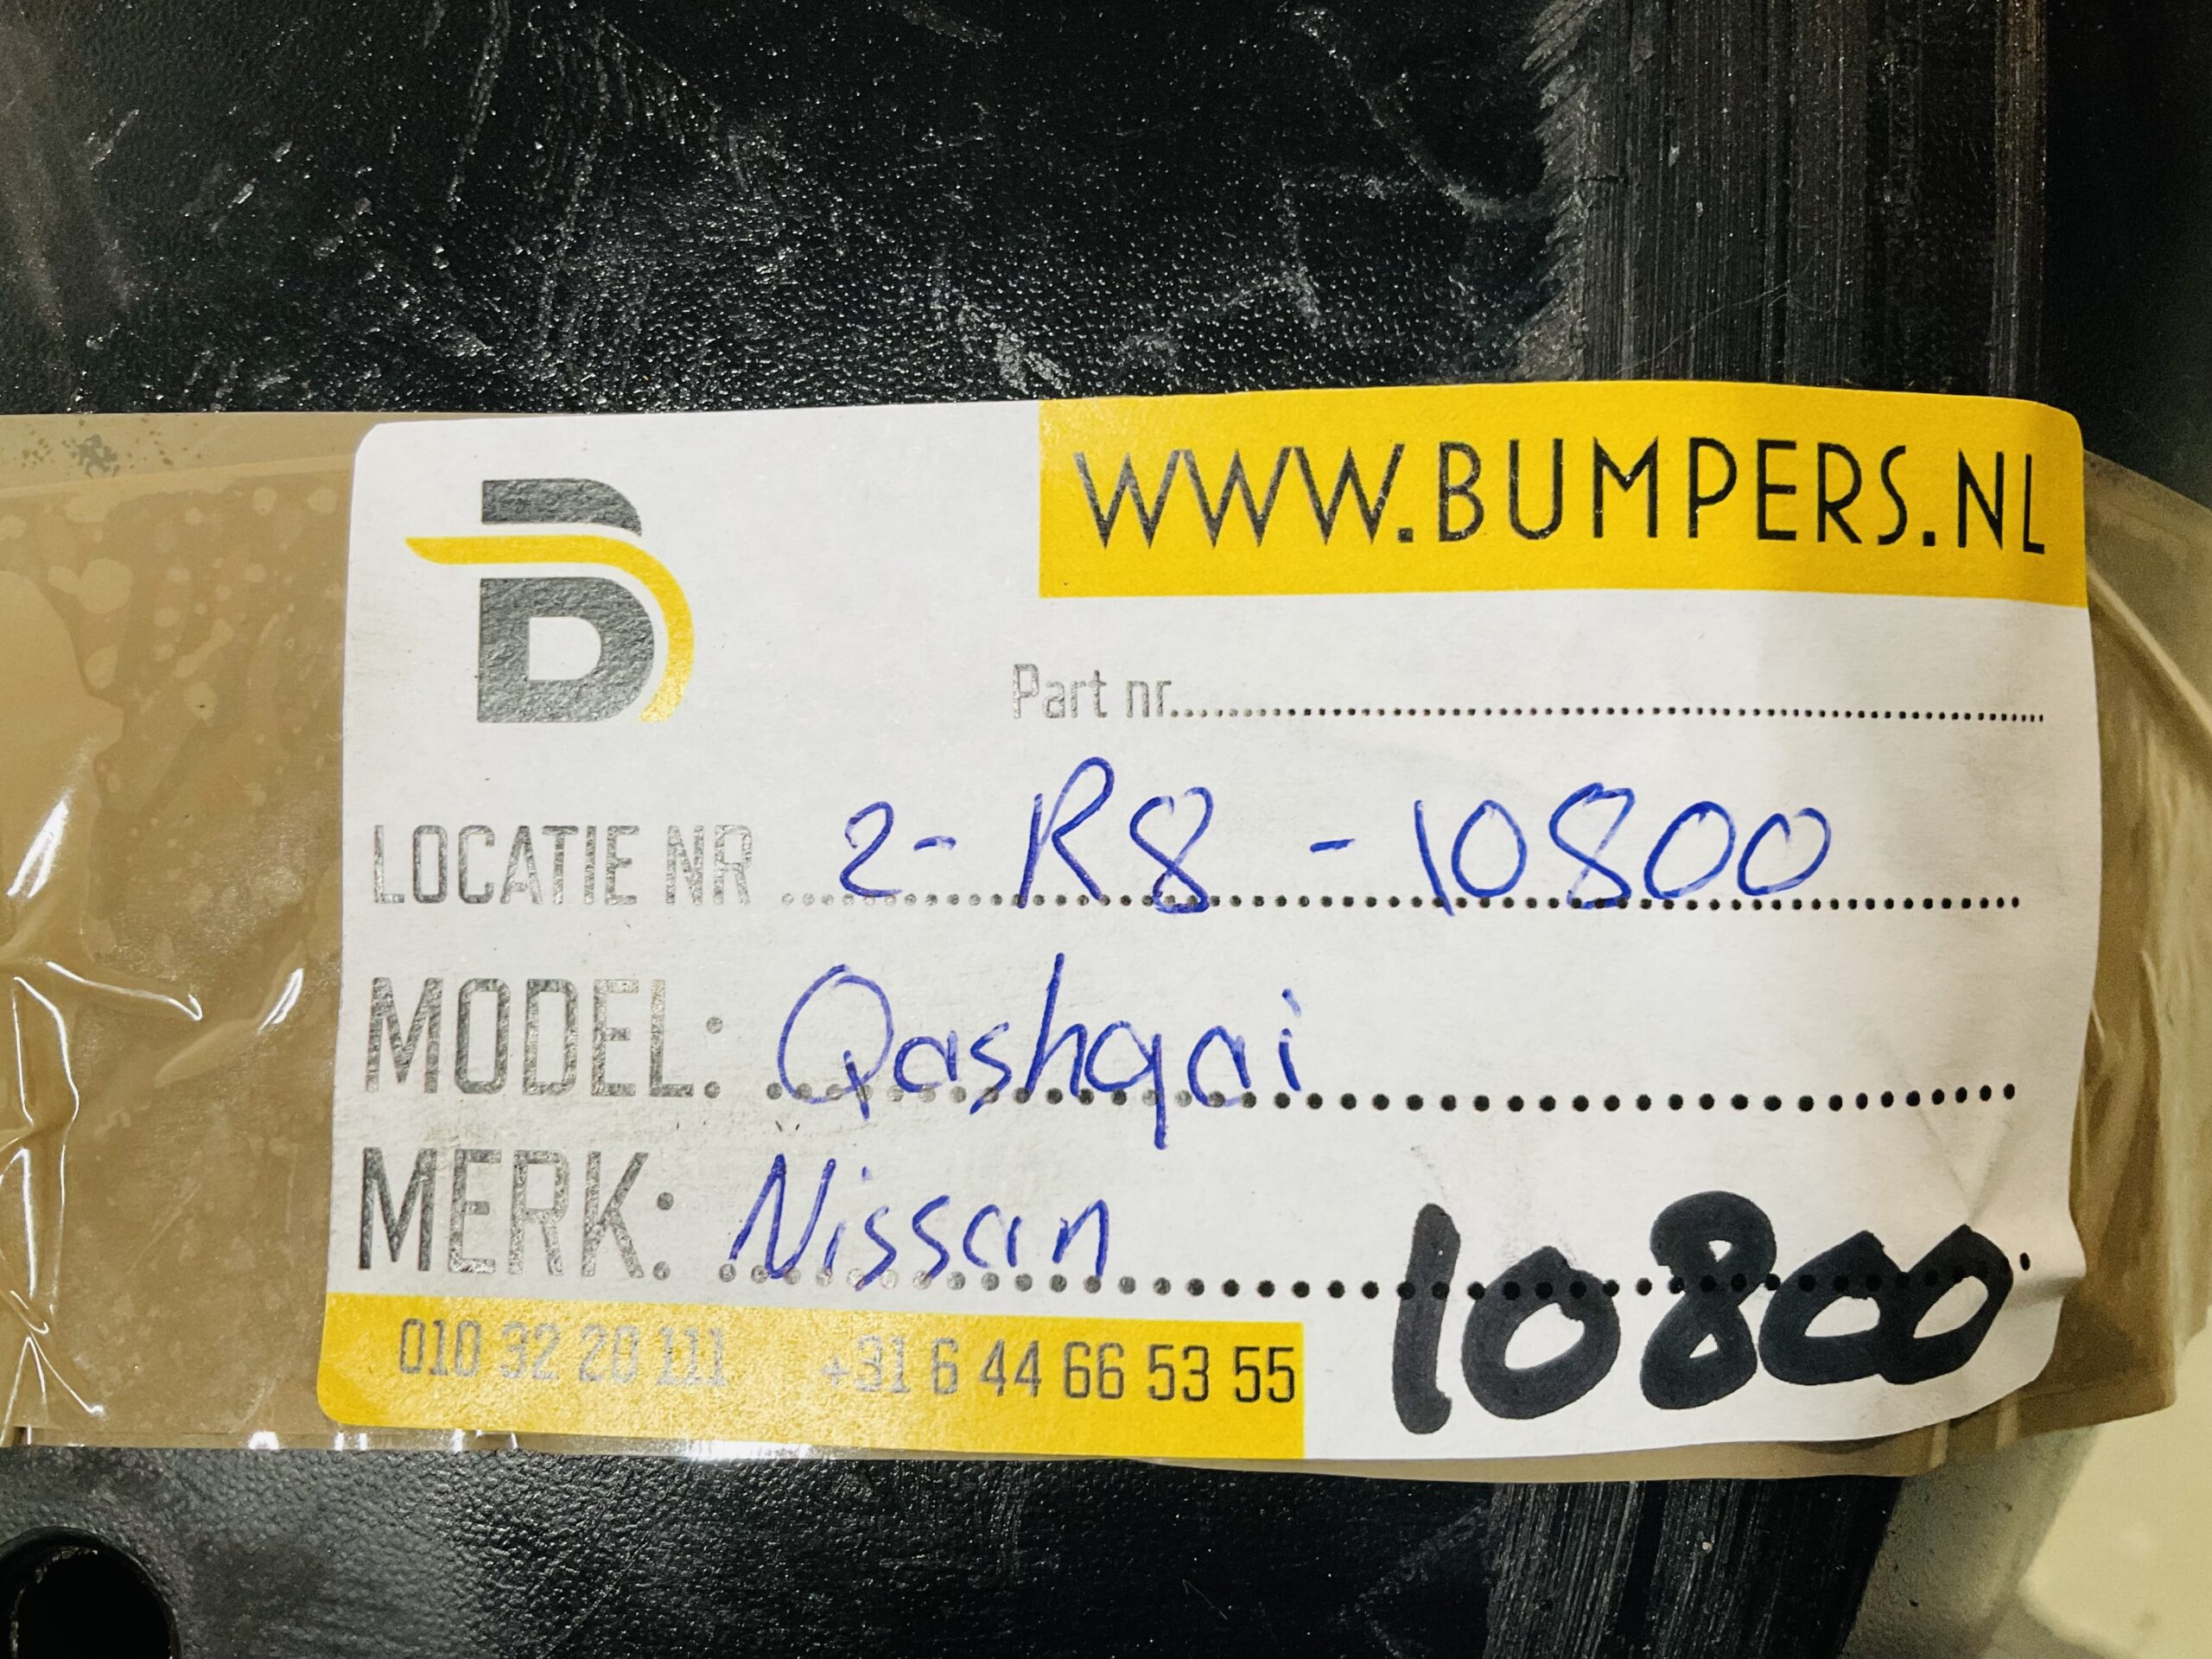 B
WWW.BUMPERS.NL
Part nr........................
LOCATIE NR 2-R8-10800
MODEL: Qashqai
MERK: Nissan
10800
010 32 20 111 +31 6 44 66 53 55